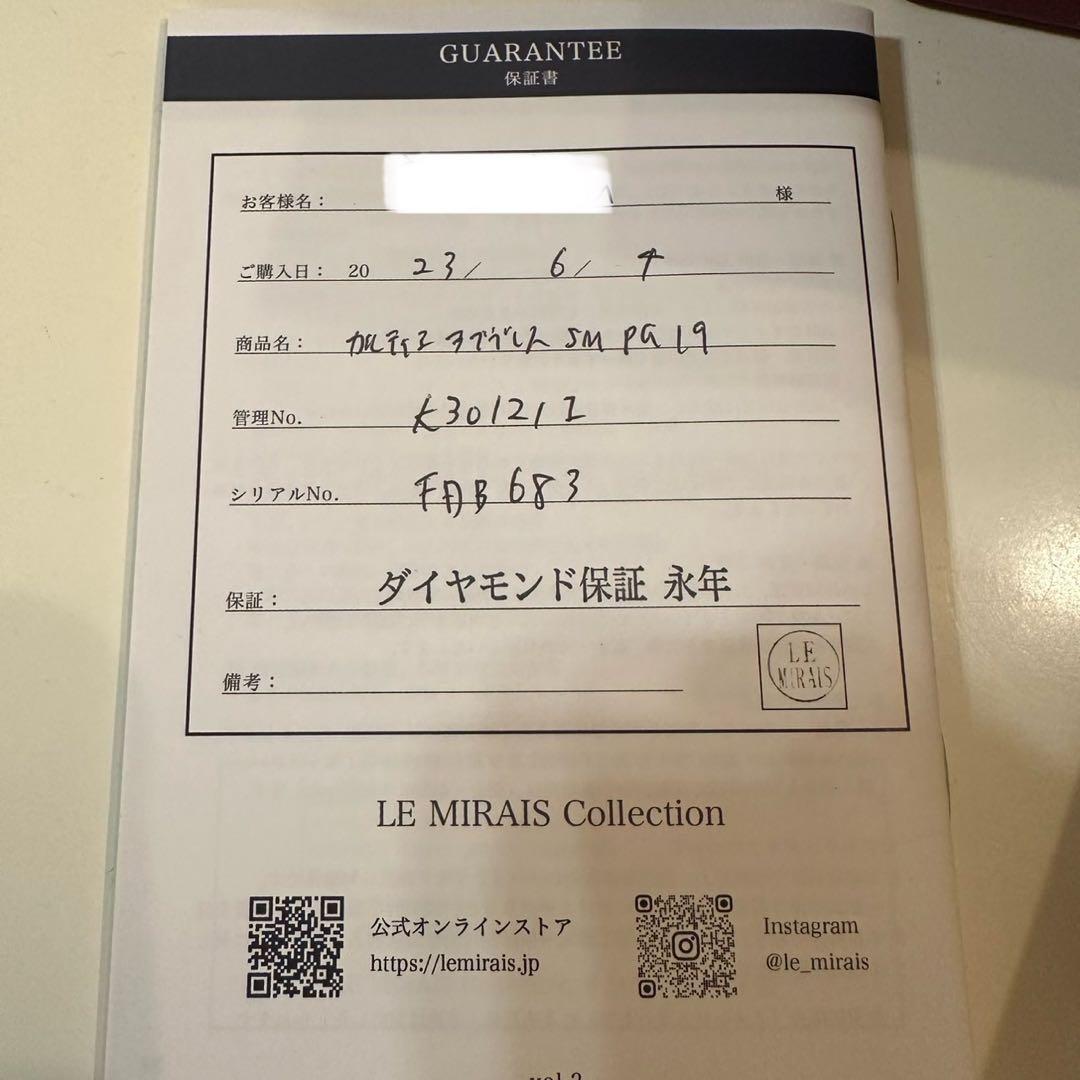 GUARANTEE
保証書
お客様名： 様
ご購入日： 20 23/ 6/ 4
商品名： カルティエ ラブブレス SM PG 19
管理No. K30121I
シリアルNo. FAB683
保証： ダイヤモンド保証 永年
備考：
LE
MIRAIS
LE MIRAIS Collection
公式オンラインストア
https://lemirais.jp
Instagram
@le_mirais